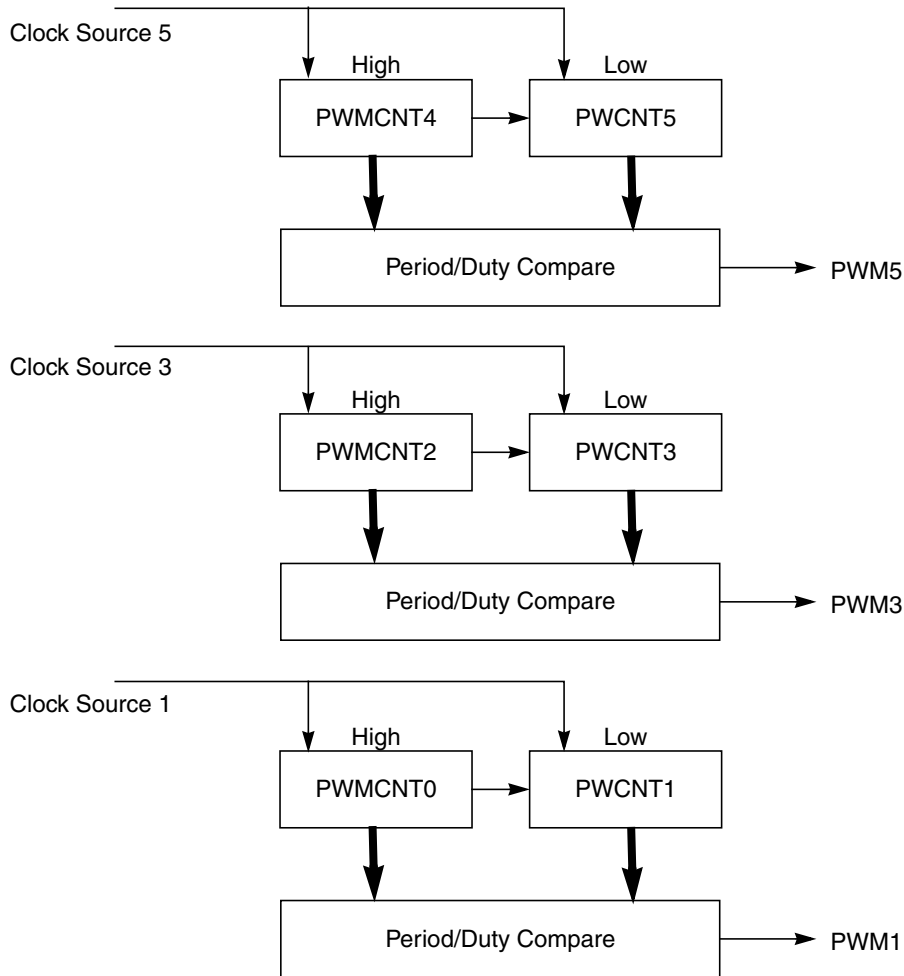 Clock Source 5
High
Low
PWMCNT4
PWCNT5
Period/Duty Compare
PWM5
Clock Source 3
High
Low
PWMCNT2
PWCNT3
Period/Duty Compare
PWM3
Clock Source 1
High
Low
PWMCNT0
PWCNT1
Period/Duty Compare
PWM1